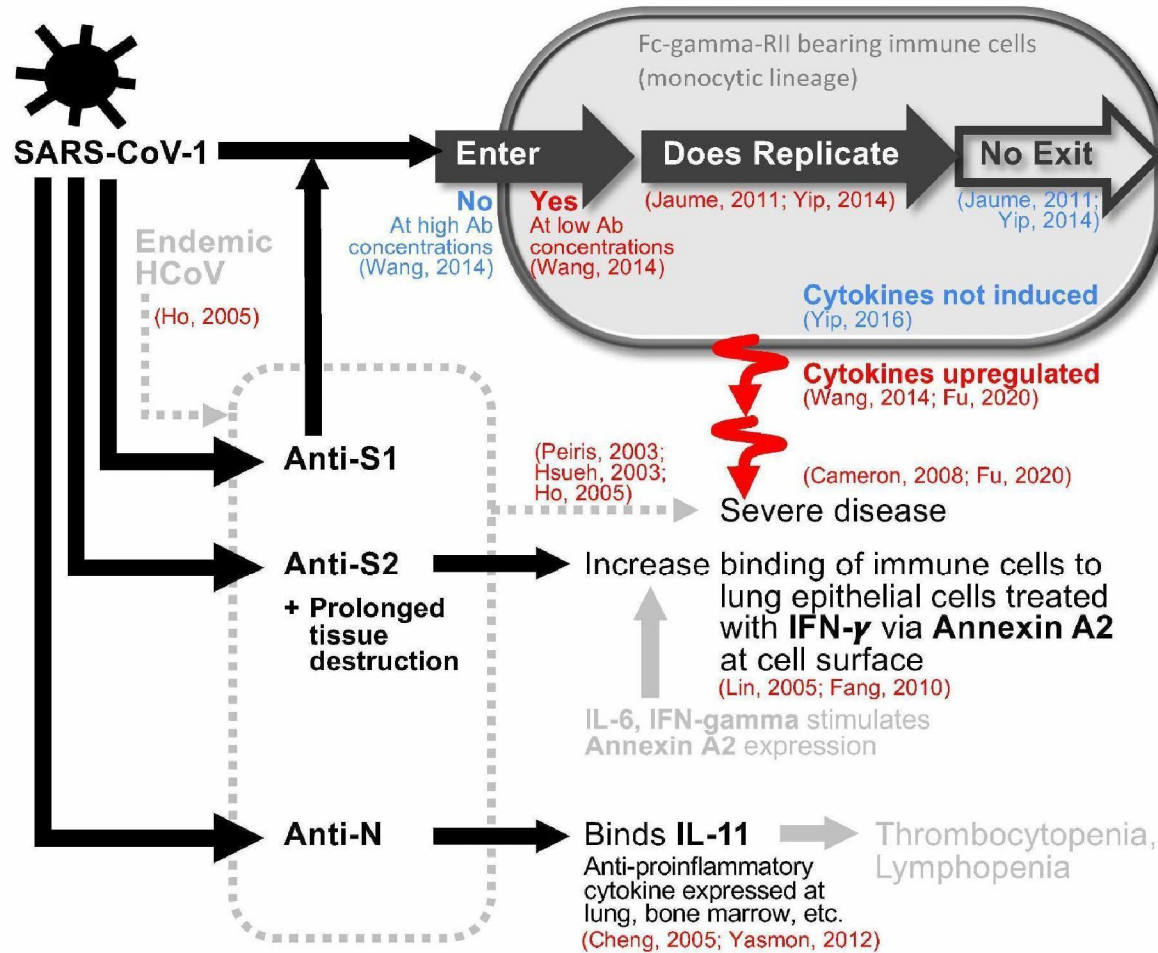 Fc-gamma-RII bearing immune cells
(monocytic lineage)
SARS-CoV-1
Enter
Does Replicate
No Exit
No
At high Ab
concentrations
(Wang, 2014)
Yes
At low Ab
concentrations
(Wang, 2014)
(Jaume, 2011; Yip, 2014)
(Jaume, 2011;
Yip, 2014)
Endemic
HCoV
(Ho, 2005)
Cytokines not induced
(Yip, 2016)
Cytokines upregulated
(Wang, 2014; Fu, 2020)
Anti-S1
(Peiris, 2003;
Hsueh, 2003;
Ho, 2005)
(Cameron, 2008; Fu, 2020)
Severe disease
Anti-S2
+ Prolonged
tissue
destruction
Increase binding of immune cells to
lung epithelial cells treated
with IFN-γ via Annexin A2
at cell surface
(Lin, 2005; Fang, 2010)
IL-6, IFN-gamma stimulates
Annexin A2 expression
Anti-N
Binds IL-11
Anti-proinflammatory
cytokine expressed at
lung, bone marrow, etc.
(Cheng, 2005; Yasmon, 2012)
Thrombocytopenia,
Lymphopenia